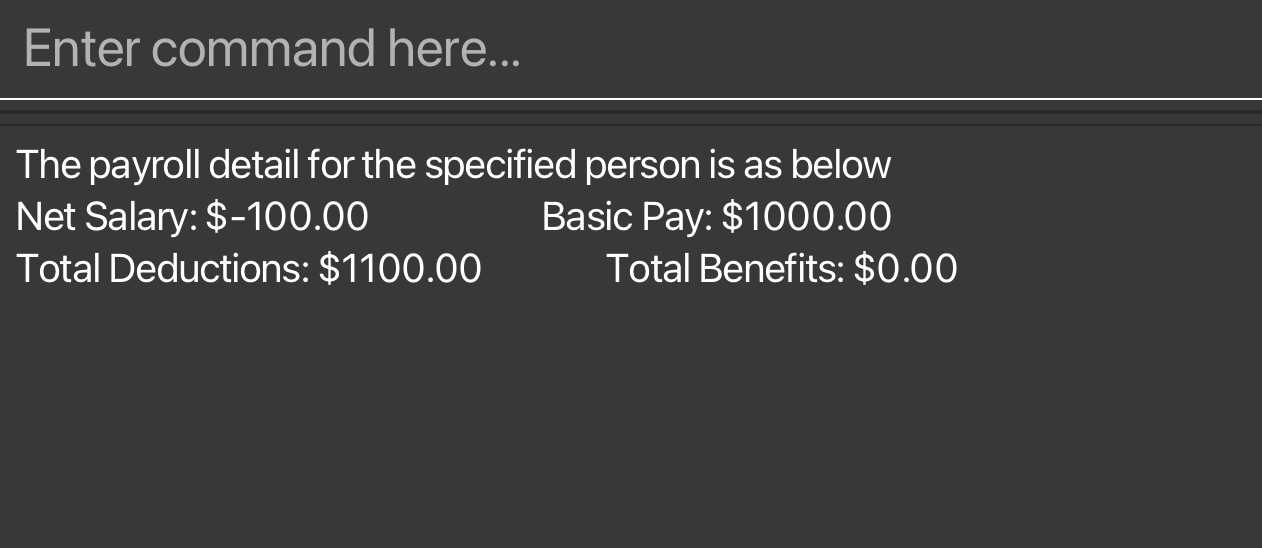 Enter command here...
The payroll detail for the specified person is as below
Net Salary: $-100.00 Basic Pay: $1000.00
Total Deductions: $1100.00 Total Benefits: $0.00